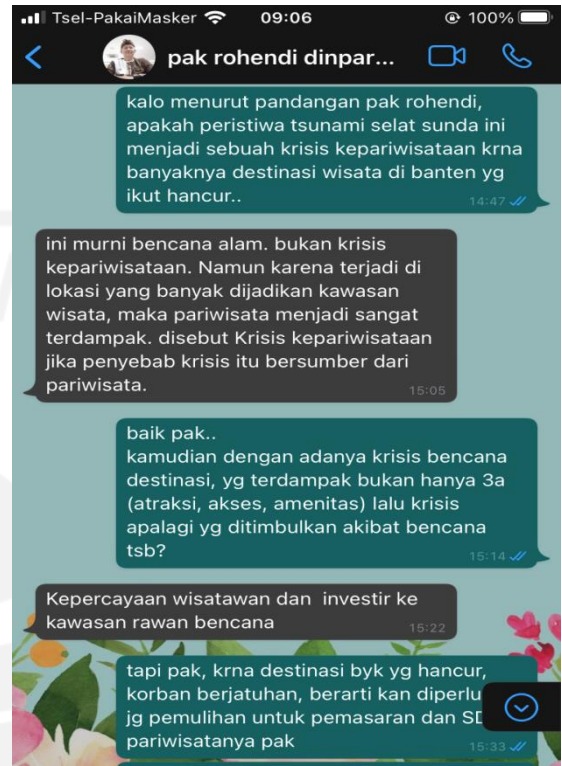 Tsel-PakaiMasker 09:06 100%
pak rohendi dinpar...
kalo menurut pandangan pak rohendi,
apakah peristiwa tsunami selat sunda ini
menjadi sebuah krisis kepariwisataan krna
banyaknya destinasi wisata di banten yg
ikut hancur..
14:47
ini murni bencana alam. bukan krisis
kepariwisataan. Namun karena terjadi di
lokasi yang banyak dijadikan kawasan
wisata, maka pariwisata menjadi sangat
terdampak. disebut Krisis kepariwisataan
jika penyebab krisis itu bersumber dari
pariwisata.
15:05
baik pak..
kamudian dengan adanya krisis bencana
destinasi, yg terdampak bukan hanya 3a
(atraksi, akses, amenitas) lalu krisis
apalagi yg ditimbulkan akibat bencana
tsb?
15:14
Kepercayaan wisatawan dan investir ke
kawasan rawan bencana
15:22
tapi pak, krna destinasi byk yg hancur,
korban berjatuhan, berarti kan
jg pemulihan untuk pemasaran dan
pariwisatanya pak
15:33